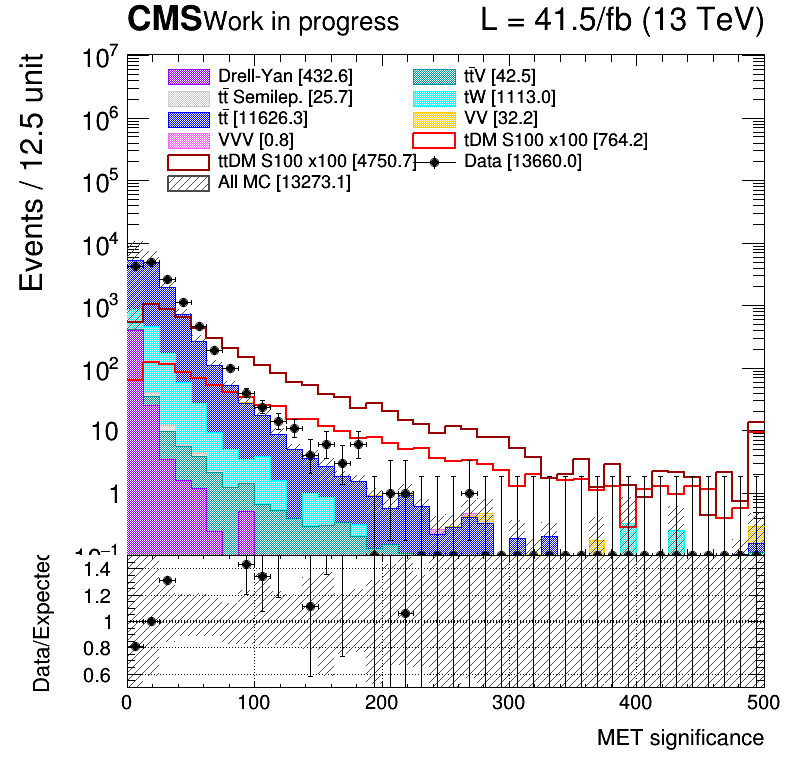 CMS Work in progress L = 41.5/fb (13 TeV)
Events / 12.5 unit
10^7
10^6
10^5
10^4
10^3
10^2
10
1
10^-1
Drell-Yan [432.6]
tt̄V [42.5]
tt̄ Semilep. [25.7]
tW [1113.0]
tt̄ [11626.3]
VV [32.2]
VVV [0.8]
tDM S100 x100 [764.2]
ttDM S100 x100 [4750.7]
Data [13660.0]
All MC [13273.1]
Data/Expected
1.4
1.2
1
0.8
0.6
0 100 200 300 400 500
MET significance